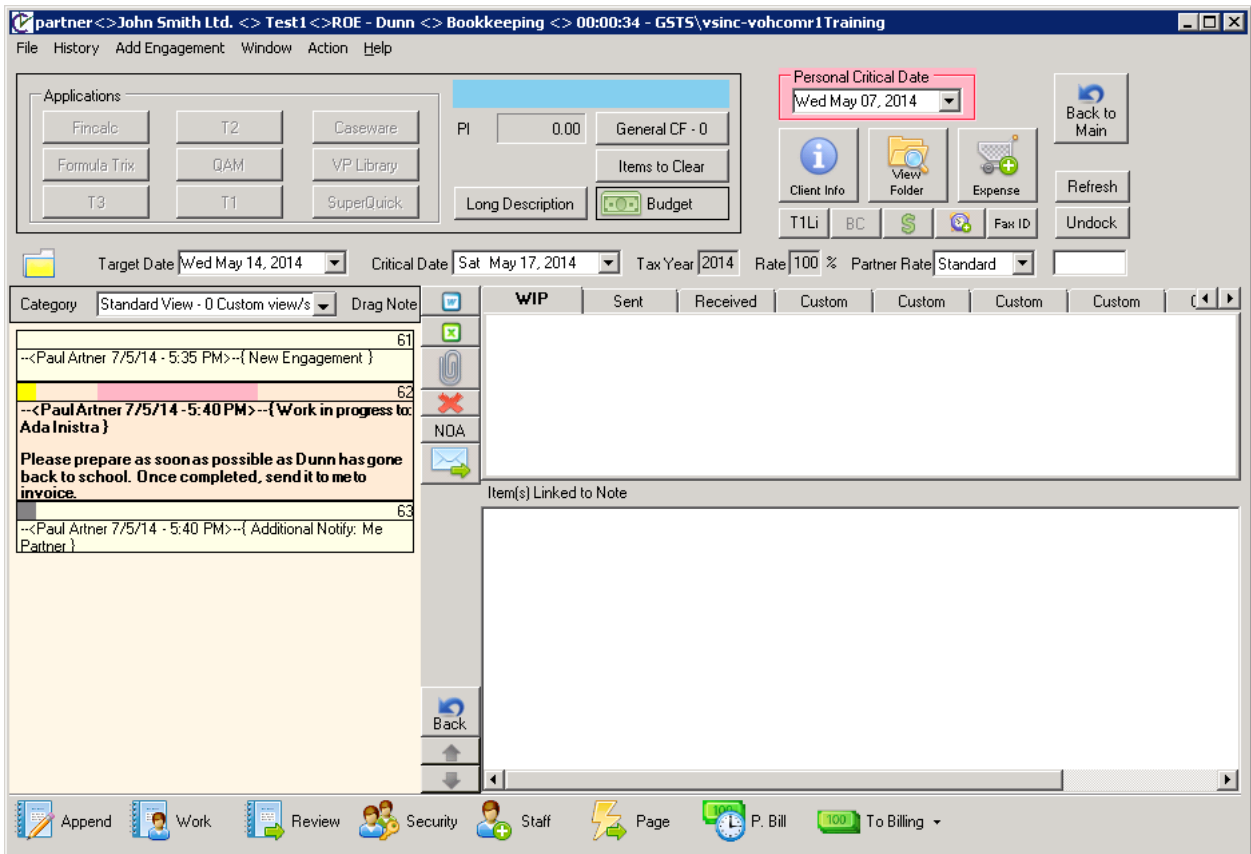 partner<>John Smith Ltd. <> Test1<>ROE - Dunn <> Bookkeeping <> 00:00:34 - GSTS\vsinc-vohcomr1Training
File History Add Engagement Window Action Help
Applications
Fincalc T2 Caseware
Formula Trix QAM VP Library
T3 T1 SuperQuick
PI 0.00 General CF - 0
Items to Clear
Long Description Budget
Personal Critical Date
Wed May 07, 2014
Back to
Main
Client Info
View
Folder
Expense
Refresh
T1Li BC Fax ID Undock
Target Date Wed May 14, 2014 Critical Date Sat May 17, 2014 Tax Year 2014 Rate 100 % Partner Rate Standard
Category Standard View - 0 Custom view/s Drag Note
WIP Sent Received Custom Custom Custom Custom
61
--<Paul Artner 7/5/14 - 5:35 PM>--{ New Engagement }
62
--<Paul Artner 7/5/14 - 5:40 PM>--{ Work in progress to:
Ada Inistra }
Please prepare as soon as possible as Dunn has gone
back to school. Once completed, send it to me to
invoice.
63
--<Paul Artner 7/5/14 - 5:40 PM>--{ Additional Notify: Me
Partner }
NOA
Item(s) Linked to Note
Back
Append Work Review Security Staff Page P. Bill 100 To Billing